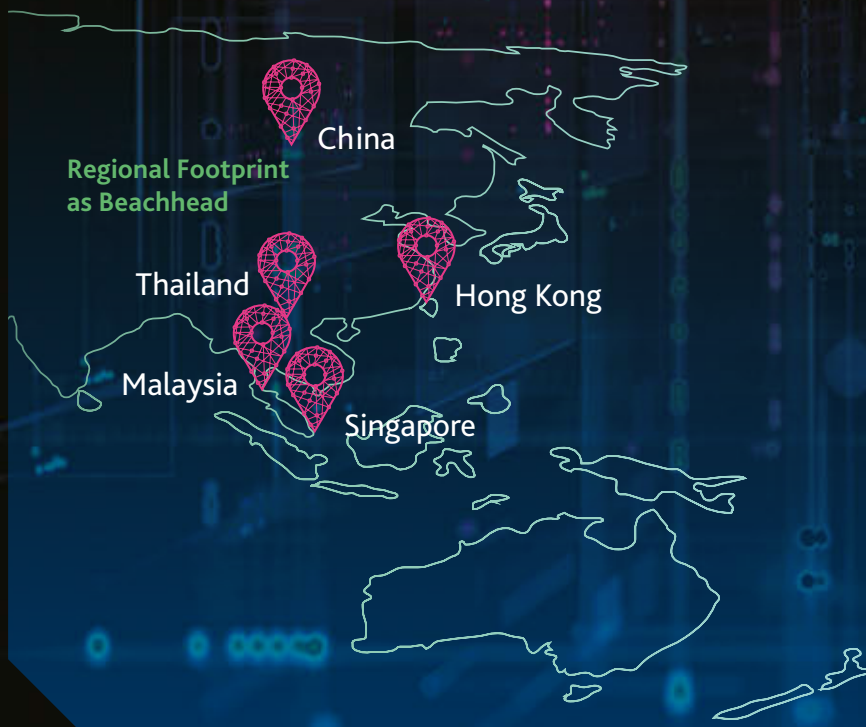 China
Regional Footprint
as Beachhead
Thailand
Hong Kong
Malaysia
Singapore